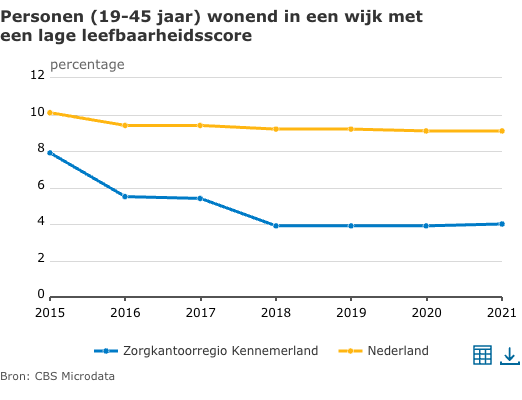 Personen (19-45 jaar) wonend in een wijk met
een lage leefbaarheidsscore
percentage
12
10
8
6
4
2
0
2015 2016 2017 2018 2019 2020 2021
Zorgkantoorregio Kennemerland Nederland
Bron: CBS Microdata